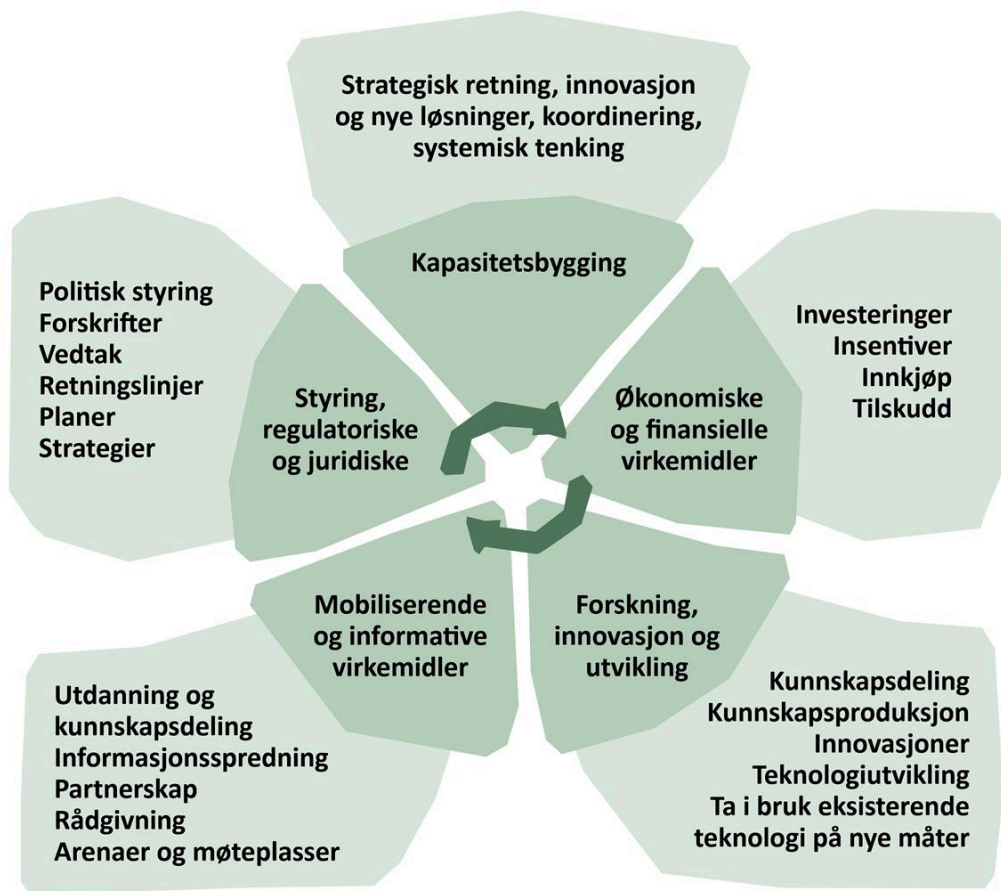 Strategisk retning, innovasjon
og nye løsninger, koordinering,
systemisk tenking
Kapasitetsbygging
Politisk styring
Forskrifter
Vedtak
Retningslinjer
Planer
Strategier
Styring,
regulatoriske
og juridiske
Økonomiske
og finansielle
virkemidler
Investeringer
Insentiver
Innkjøp
Tilskudd
Mobiliserende
og informative
virkemidler
Forskning,
innovasjon og
utvikling
Utdanning og
kunnskapsdeling
Informasjonsspredning
Partnerskap
Rådgivning
Arenaer og møteplasser
Kunnskapsdeling
Kunnskapsproduksjon
Innovasjoner
Teknologiutvikling
Ta i bruk eksisterende
teknologi på nye måter